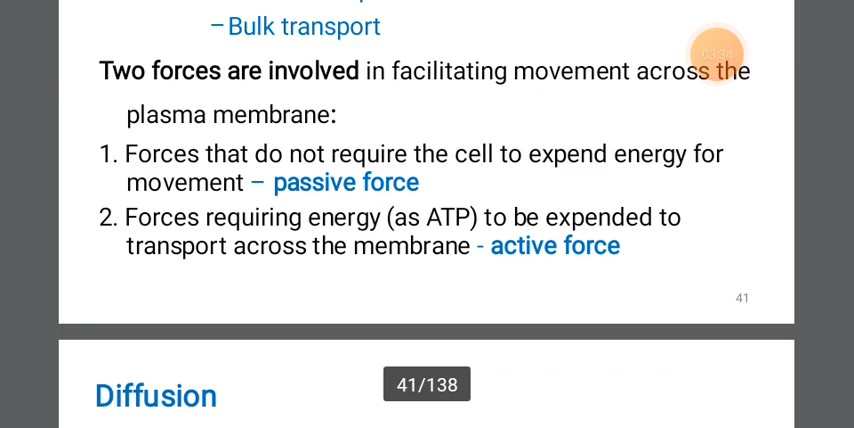 – Bulk transport
03:34
Two forces are involved in facilitating movement across the
plasma membrane:
1. Forces that do not require the cell to expend energy for
movement – passive force
2. Forces requiring energy (as ATP) to be expended to
transport across the membrane - active force
41
41/138
Diffusion